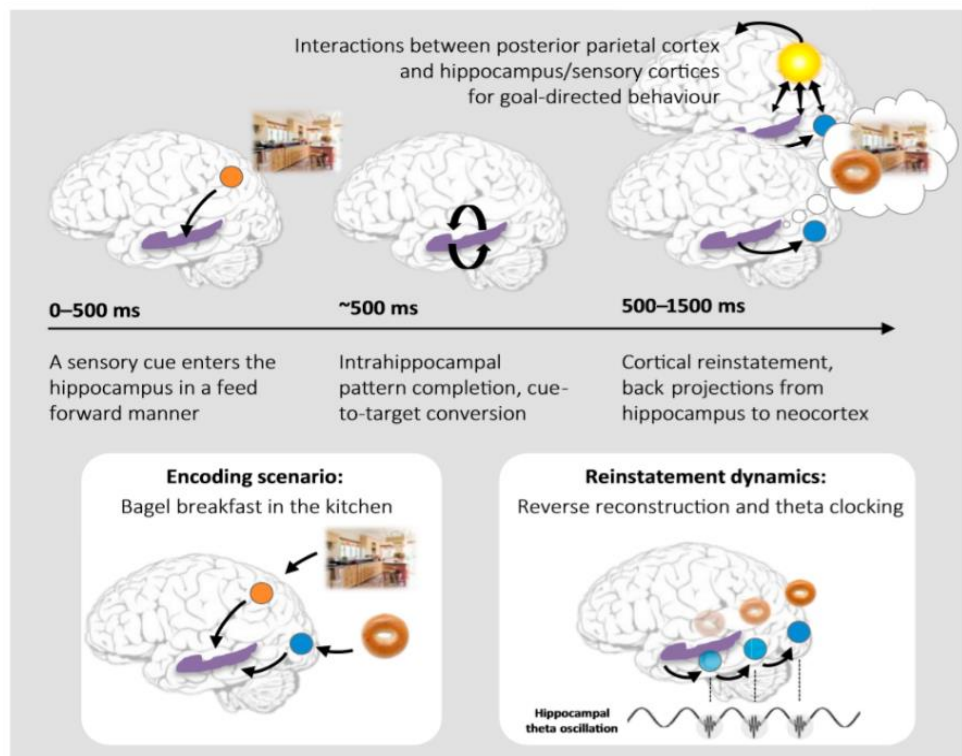 Interactions between posterior parietal cortex
and hippocampus/sensory cortices
for goal-directed behaviour
0–500 ms
~500 ms
500–1500 ms
A sensory cue enters the
hippocampus in a feed
forward manner
Intrahippocampal
pattern completion, cue-
to-target conversion
Cortical reinstatement,
back projections from
hippocampus to neocortex
Encoding scenario:
Bagel breakfast in the kitchen
Reinstatement dynamics:
Reverse reconstruction and theta clocking
Hippocampal
theta oscillation